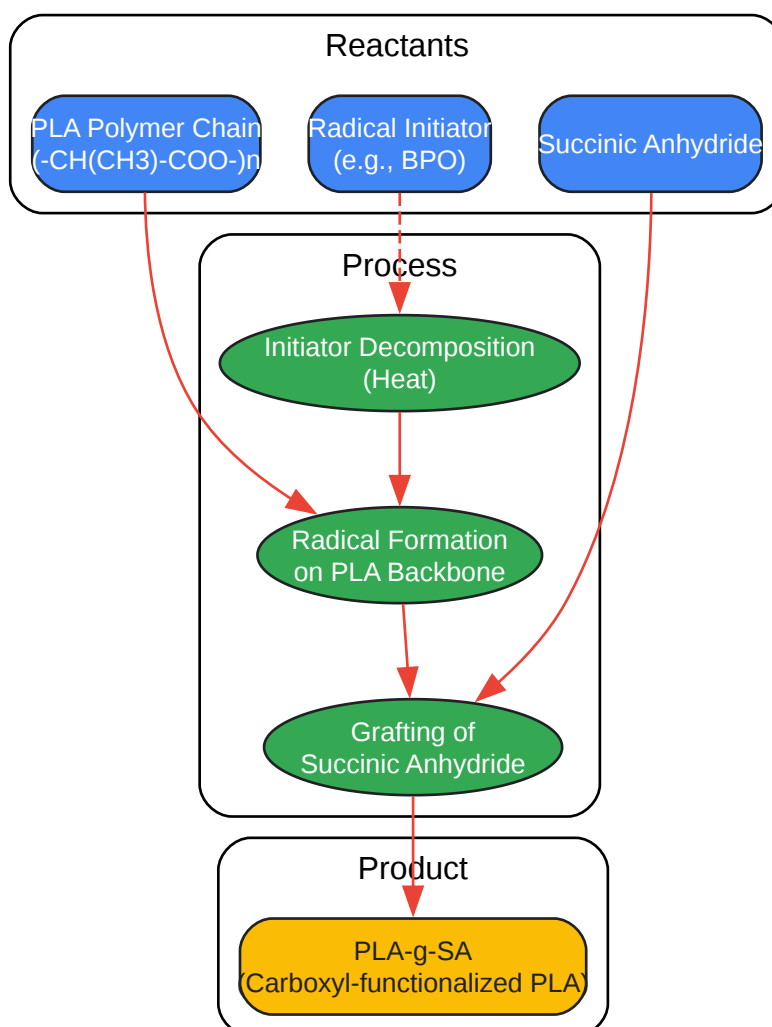 Reactants
PLA Polymer Chain
(-CH(CH3)-COO-)n
Radical Initiator
(e.g., BPO)
Succinic Anhydride
Process
Initiator Decomposition
(Heat)
Radical Formation
on PLA Backbone
Grafting of
Succinic Anhydride
Product
PLA-g-SA
(Carboxyl-functionalized PLA)